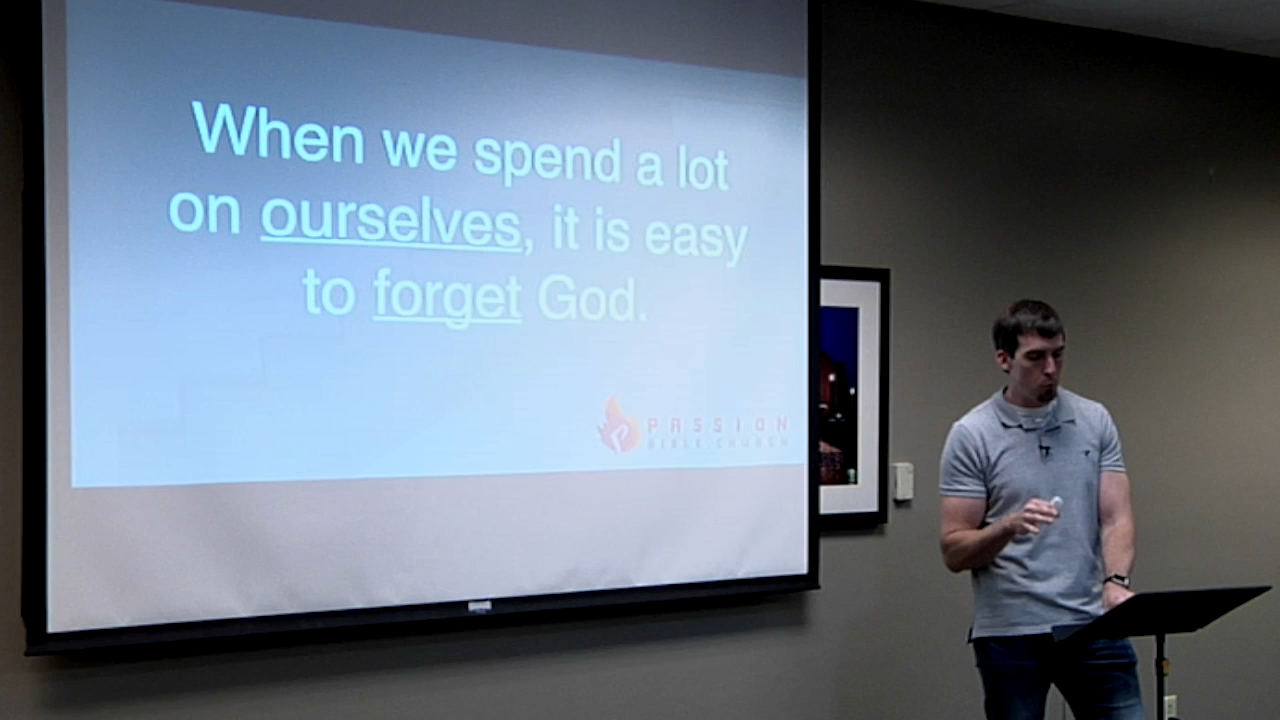 When we spend a lot
on ourselves, it is easy
to forget God.
PASSION
BIBLE CHURCH